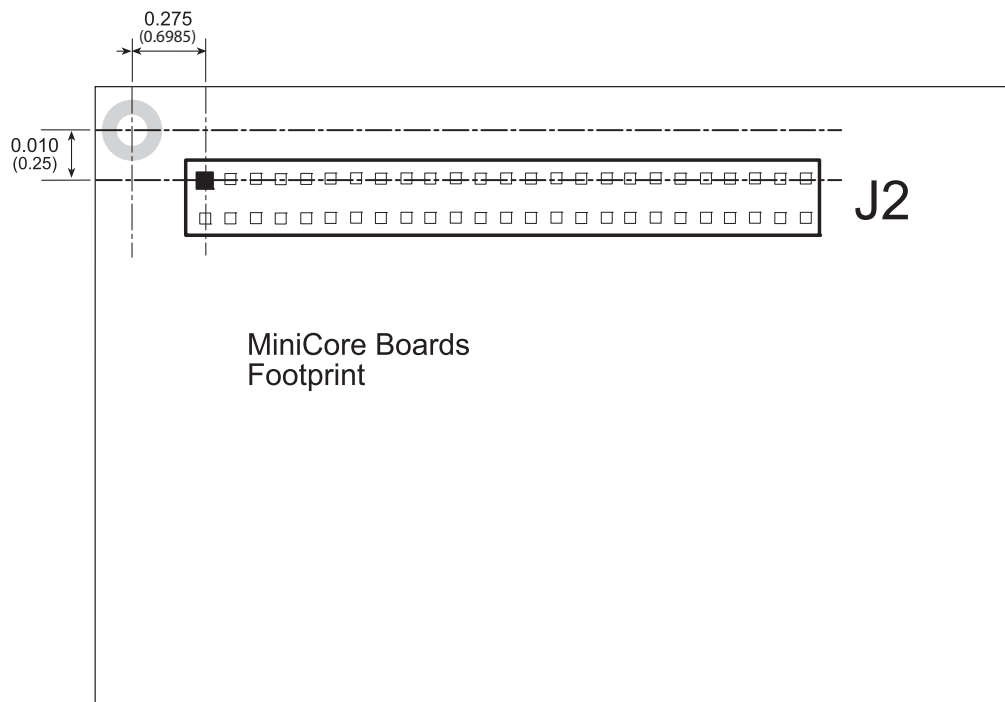 0.275
(0.6985)
0.010
(0.25)
J2
MiniCore Boards
Footprint